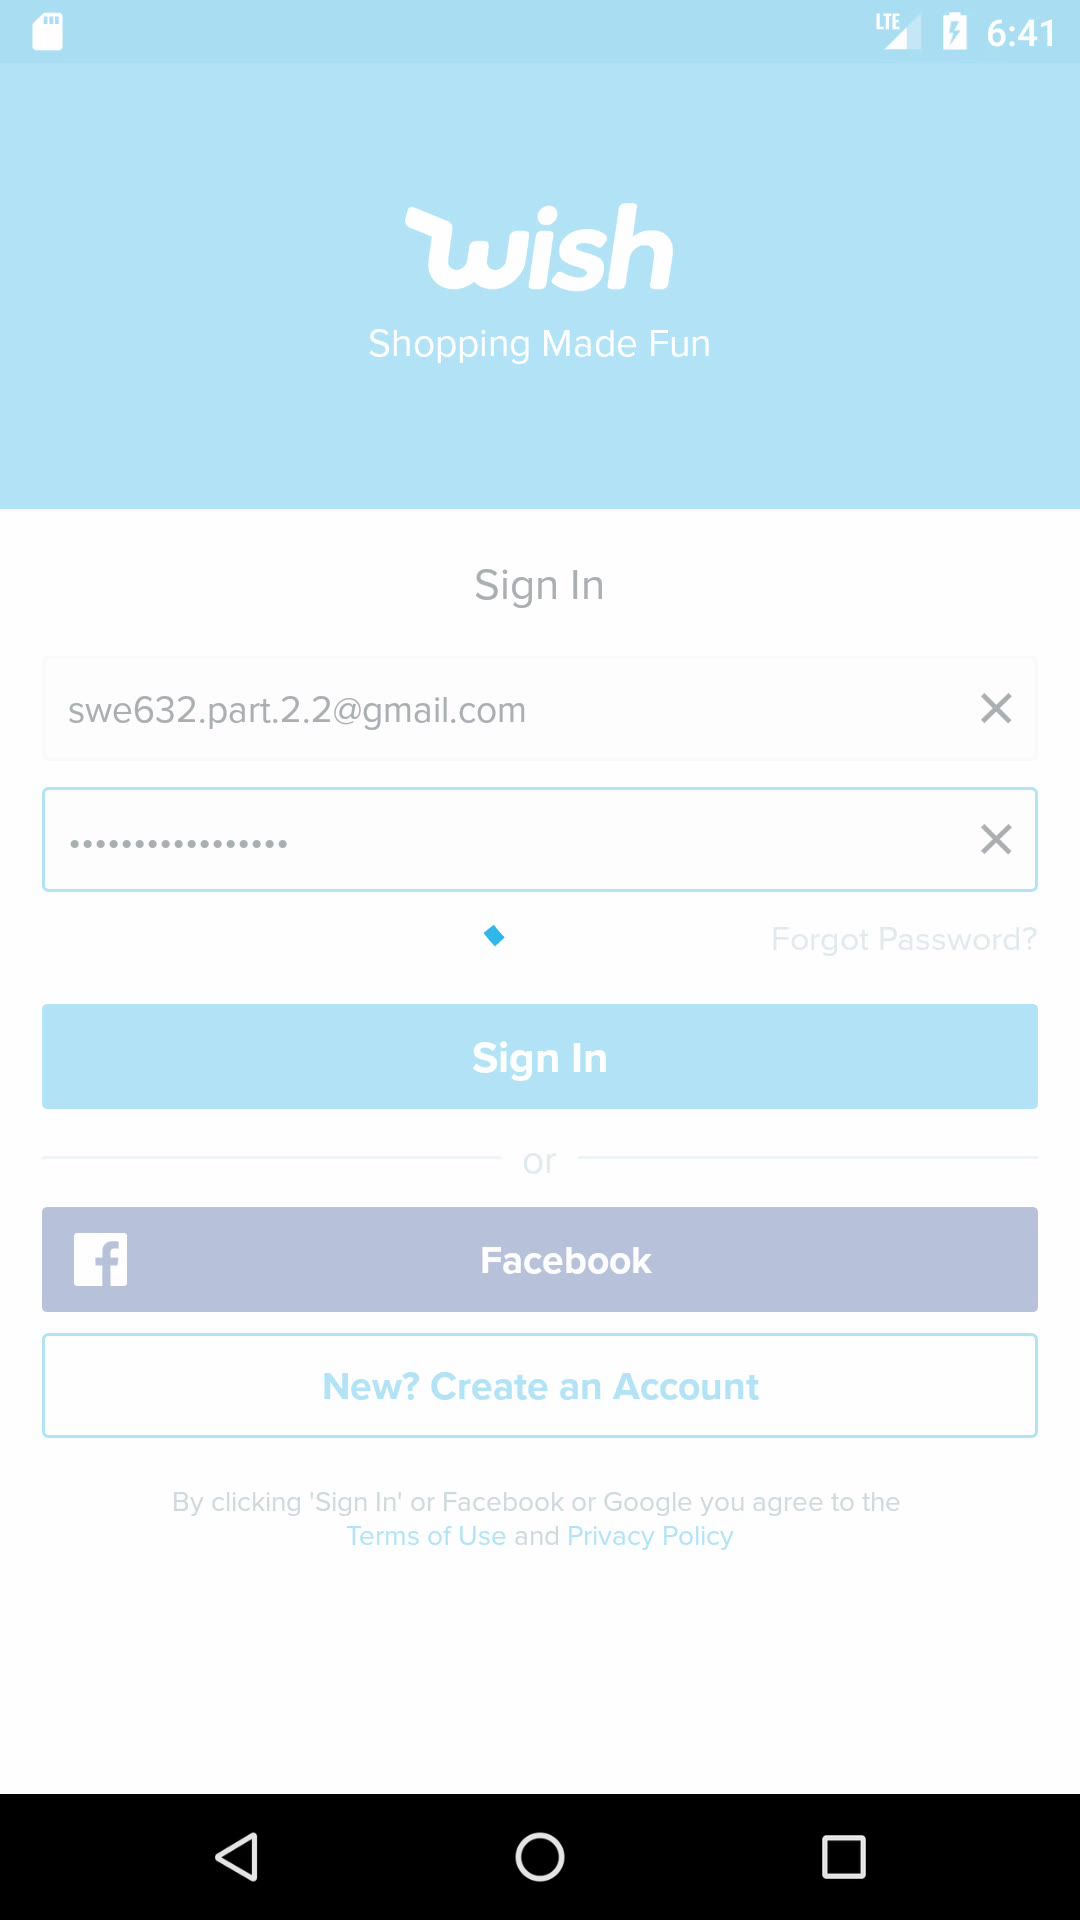 LTE 6:41
wish
Shopping Made Fun
Sign In
swe632.part.2.2@gmail.com
•••••••••••••••••
Forgot Password?
Sign In
or
Facebook
New? Create an Account
By clicking 'Sign In' or Facebook or Google you agree to the
Terms of Use and Privacy Policy